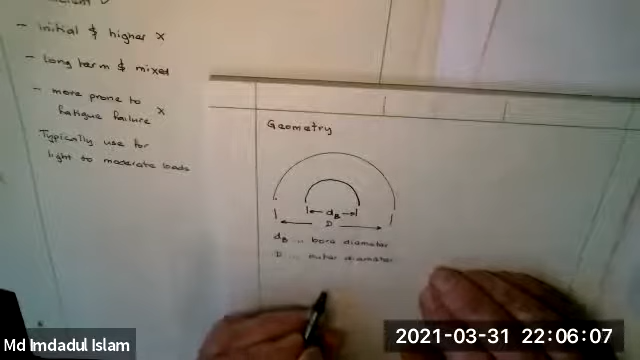 - initial & higher x
- Long term & mixed
- more prone to x
fatigue failure
Typically use for
light to moderate loads
Geometry
d_B
D
d_B ... bore diameter
D ... outer diameter
Md Imdadul Islam
2021-03-31 22:06:07